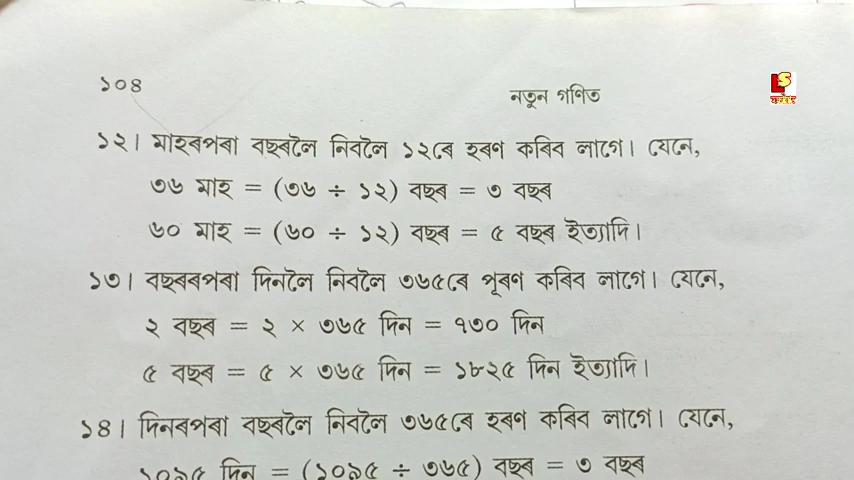 ১০৪
নতুন গণিত
১২। মাহৰপৰা বছৰলৈ নিবলৈ ১২ৰে হৰণ কৰিব লাগে। যেনে,
৩৬ মাহ = (৩৬ ÷ ১২) বছৰ = ৩ বছৰ
৬০ মাহ = (৬০ ÷ ১২) বছৰ = ৫ বছৰ ইত্যাদি।
১৩। বছৰৰপৰা দিনলৈ নিবলৈ ৩৬৫ৰে পূৰণ কৰিব লাগে। যেনে,
২ বছৰ = ২ × ৩৬৫ দিন = ৭৩০ দিন
৫ বছৰ = ৫ × ৩৬৫ দিন = ১৮২৫ দিন ইত্যাদি।
১৪। দিনৰপৰা বছৰলৈ নিবলৈ ৩৬৫ৰে হৰণ কৰিব লাগে। যেনে,
১০৯৫ দিন = (১০৯৫ ÷ ৩৬৫) বছৰ = ৩ বছৰ